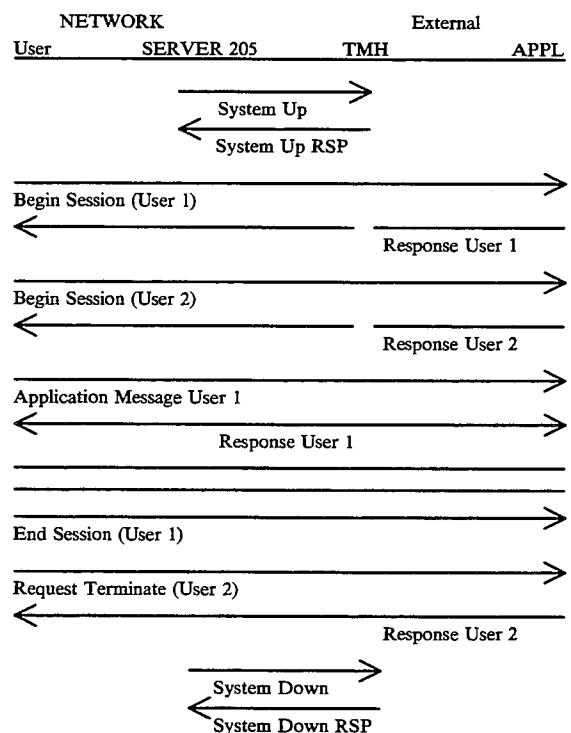 NETWORK External
User SERVER 205 TMH APPL
System Up
System Up RSP
Begin Session (User 1)
Response User 1
Begin Session (User 2)
Response User 2
Application Message User 1
Response User 1
End Session (User 1)
Request Terminate (User 2)
Response User 2
System Down
System Down RSP